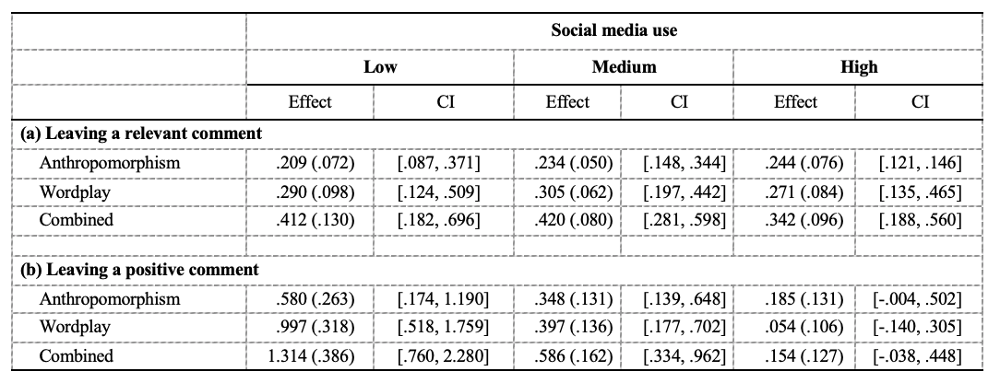 Social media use
Low Medium High
Effect CI Effect CI Effect CI
(a) Leaving a relevant comment
Anthropomorphism .209 (.072) [.087, .371] .234 (.050) [.148, .344] .244 (.076) [.121, .146]
Wordplay .290 (.098) [.124, .509] .305 (.062) [.197, .442] .271 (.084) [.135, .465]
Combined .412 (.130) [.182, .696] .420 (.080) [.281, .598] .342 (.096) [.188, .560]
(b) Leaving a positive comment
Anthropomorphism .580 (.263) [.174, 1.190] .348 (.131) [.139, .648] .185 (.131) [-.004, .502]
Wordplay .997 (.318) [.518, 1.759] .397 (.136) [.177, .702] .054 (.106) [-.140, .305]
Combined 1.314 (.386) [.760, 2.280] .586 (.162) [.334, .962] .154 (.127) [-.038, .448]